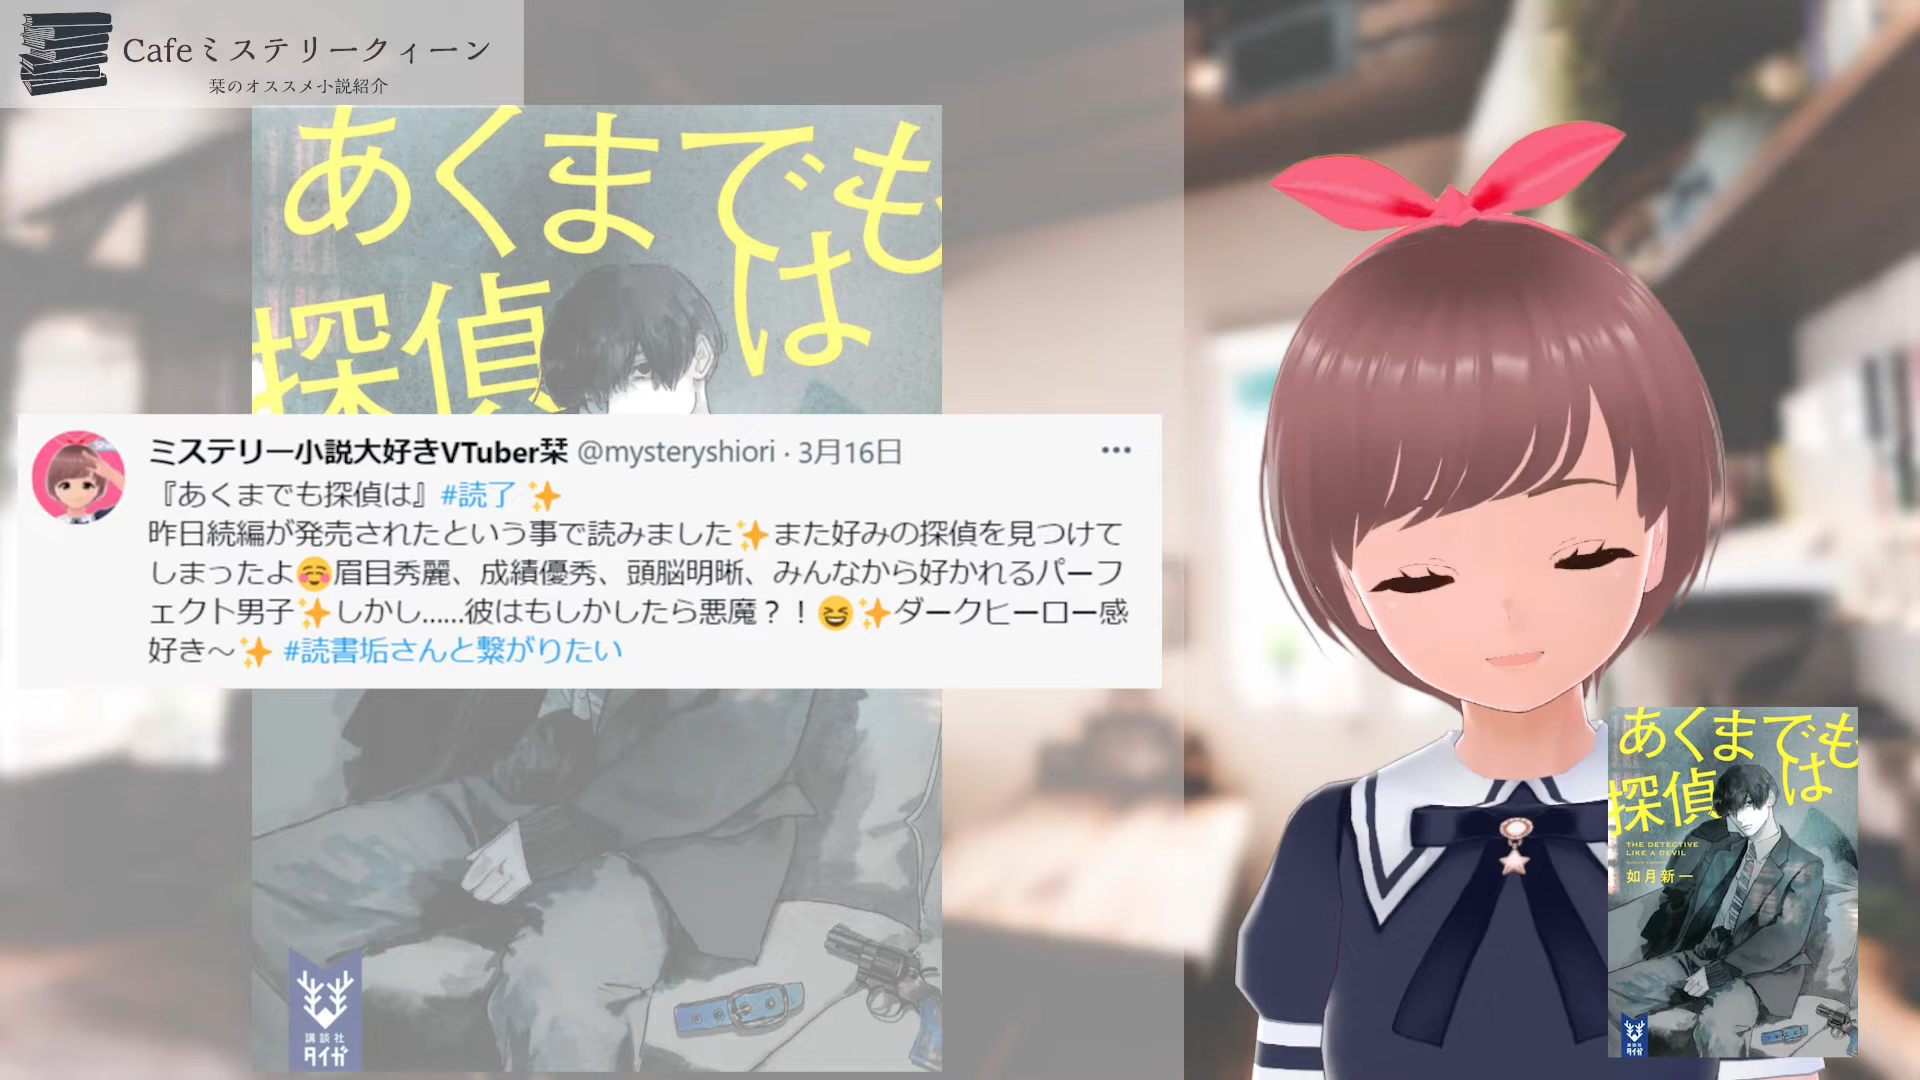 Cafeミステリークィーン
栞のオススメ小説紹介
あくまでも
探偵は
ミステリー小説大好きVTuber栞 @mysteryshiori · 3月16日
『あくまでも探偵は』#読了 ✨
昨日続編が発売されたという事で読みました✨また好みの探偵を見つけて
しまったよ☺️眉目秀麗、成績優秀、頭脳明晰、みんなから好かれるパーフ
ェクト男子✨しかし......彼はもしかしたら悪魔？！😆✨ダークヒーロー感
好き～✨ #読書垢さんと繋がりたい
講談社
タイガ
あくまでも
探偵は
THE DETECTIVE
LIKE A DEVIL
如月新一
講談社
タイガ